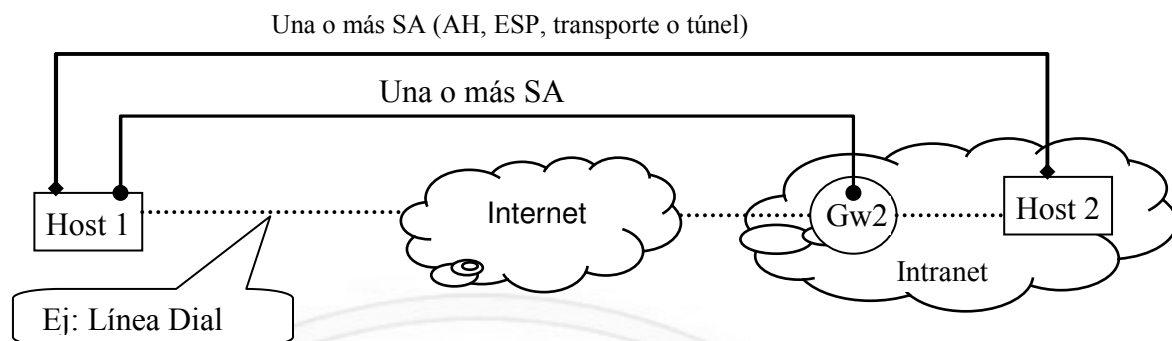 Una o más SA (AH, ESP, transporte o túnel)
Una o más SA
Host 1
Internet
Gw2
Host 2
Intranet
Ej: Línea Dial